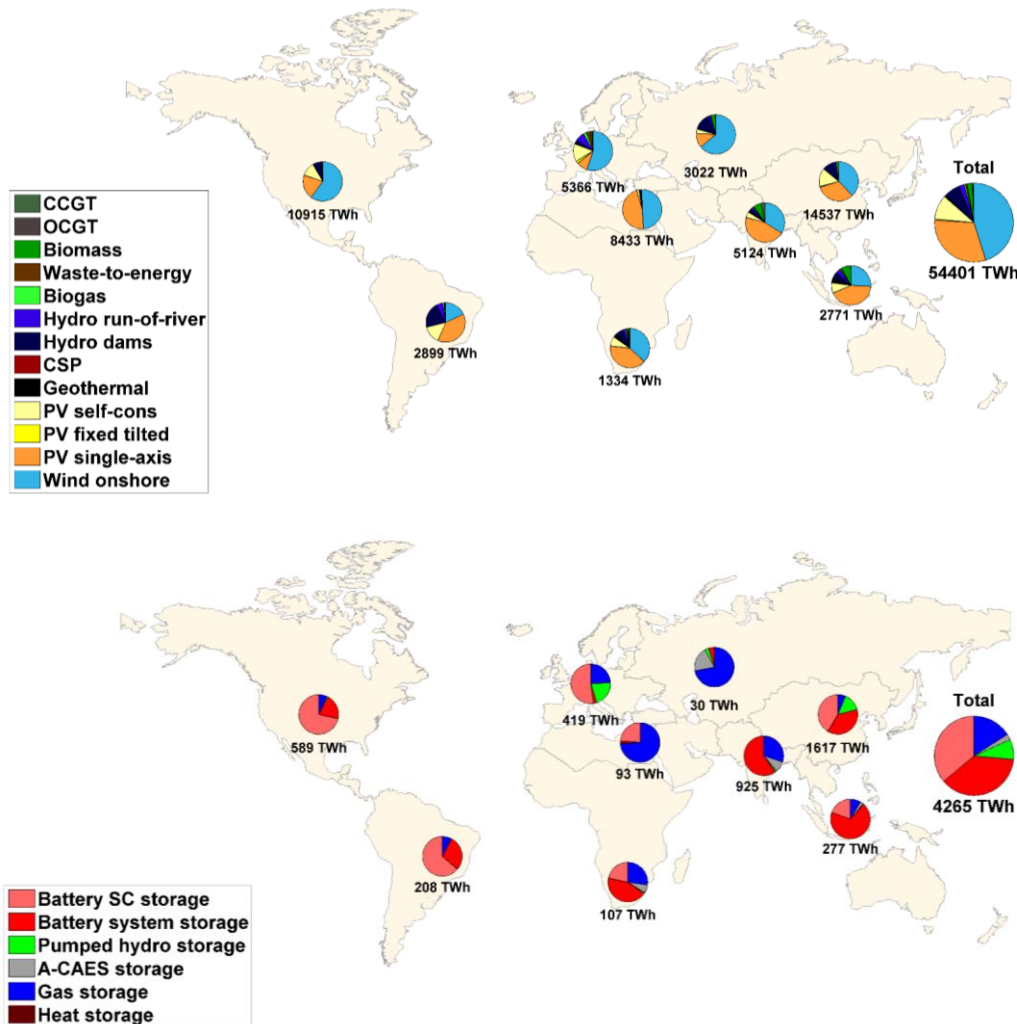 3022 TWh
5366 TWh
Total
10915 TWh
14537 TWh
8433 TWh
5124 TWh
54401 TWh
2771 TWh
2899 TWh
1334 TWh
CCGT
OCGT
Biomass
Waste-to-energy
Biogas
Hydro run-of-river
Hydro dams
CSP
Geothermal
PV self-cons
PV fixed tilted
PV single-axis
Wind onshore
30 TWh
419 TWh
Total
589 TWh
1617 TWh
93 TWh
925 TWh
4265 TWh
277 TWh
208 TWh
107 TWh
Battery SC storage
Battery system storage
Pumped hydro storage
A-CAES storage
Gas storage
Heat storage